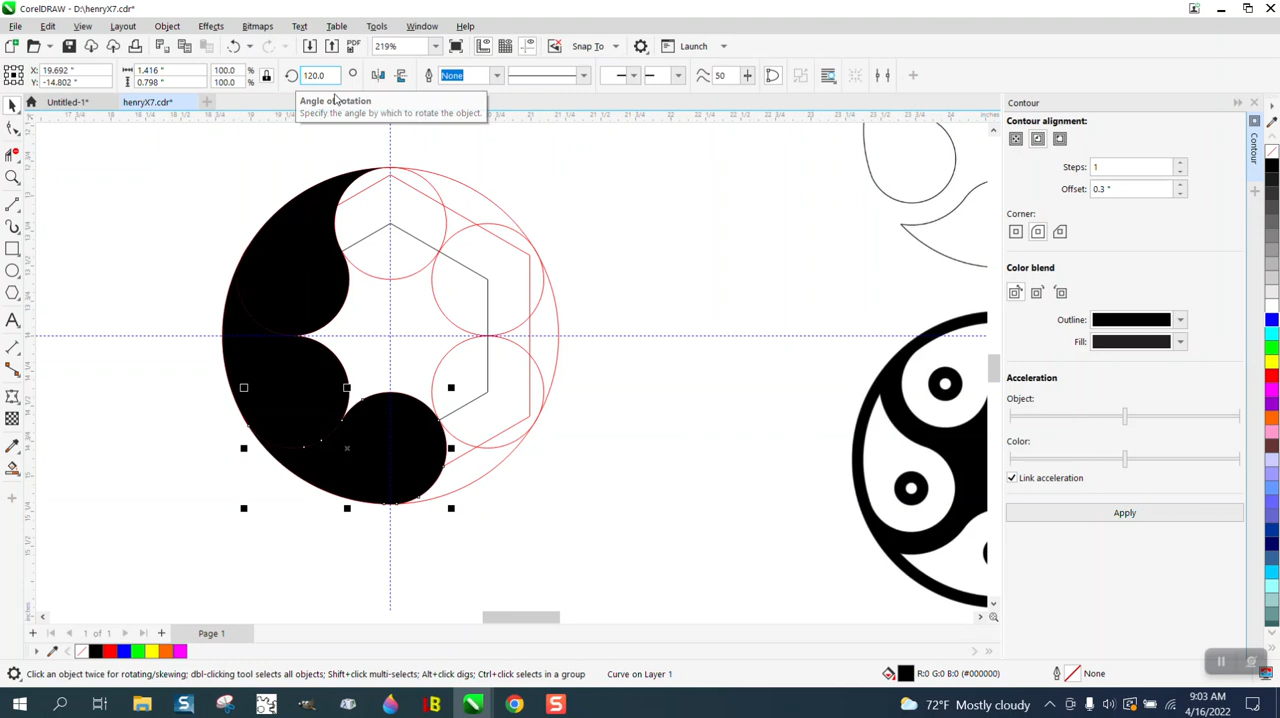 CorelDRAW - D:\henryX7.cdr*
File Edit View Layout Object Effects Bitmaps Text Table Tools Window Help
PDF 219% Snap To Launch
X: 19.692 " 1.416 " 100.0 % 120.0 None 50
Y: -14.802 " 0.798 " 100.0 %
Untitled-1* henryX7.cdr*
Angle of rotation
Specify the angle by which to rotate the object.
inches
Contour
Contour alignment:
Steps: 1
Offset: 0.3 "
Corner:
Color blend
Outline:
Fill:
Acceleration
Object:
Color:
Link acceleration
Apply
Contour
1 of 1 Page 1
Click an object twice for rotating/skewing; dbl-clicking tool selects all objects; Shift+click multi-selects; Alt+click digs; Ctrl+click selects in a group Curve on Layer 1 R:0 G:0 B:0 (#000000) None
72°F Mostly cloudy 9:03 AM
4/16/2022